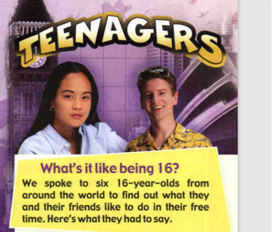 TEENAGERS
What's it like being 16?
We spoke to six 16-year-olds from
around the world to find out what they
and their friends like to do in their free
time. Here's what they had to say.